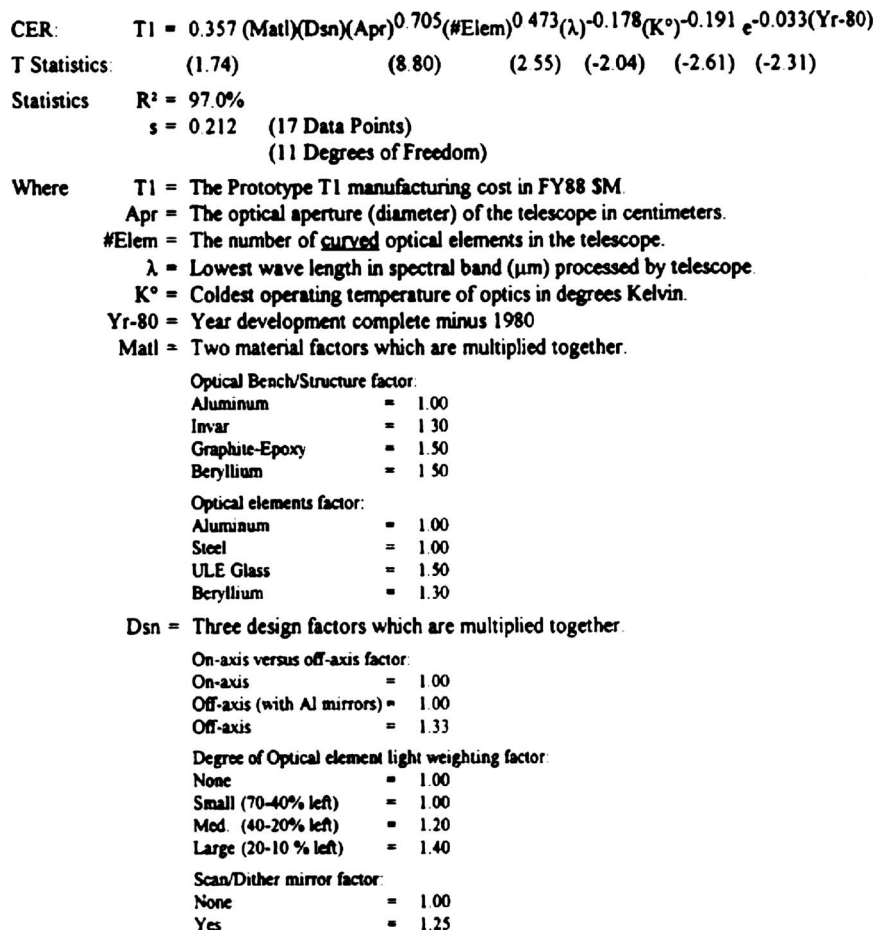 CER: T1 = 0.357 (Matl)(Dsn)(Apr)^0.705(#Elem)^0.473(λ)^-0.178(K°)^-0.191 e^-0.033(Yr-80)
T Statistics: (1.74) (8.80) (2.55) (-2.04) (-2.61) (-2.31)
Statistics R² = 97.0%
s = 0.212 (17 Data Points)
(11 Degrees of Freedom)
Where T1 = The Prototype T1 manufacturing cost in FY88 $M.
Apr = The optical aperture (diameter) of the telescope in centimeters.
#Elem = The number of curved optical elements in the telescope.
λ = Lowest wave length in spectral band (μm) processed by telescope.
K° = Coldest operating temperature of optics in degrees Kelvin.
Yr-80 = Year development complete minus 1980
Matl = Two material factors which are multiplied together.
Optical Bench/Structure factor:
Aluminum = 1.00
Invar = 1.30
Graphite-Epoxy = 1.50
Beryllium = 1.50
Optical elements factor:
Aluminum = 1.00
Steel = 1.00
ULE Glass = 1.50
Beryllium = 1.30
Dsn = Three design factors which are multiplied together.
On-axis versus off-axis factor:
On-axis = 1.00
Off-axis (with Al mirrors) = 1.00
Off-axis = 1.33
Degree of Optical element light weighting factor:
None = 1.00
Small (70-40% left) = 1.00
Med. (40-20% left) = 1.20
Large (20-10 % left) = 1.40
Scan/Dither mirror factor:
None = 1.00
Yes = 1.25